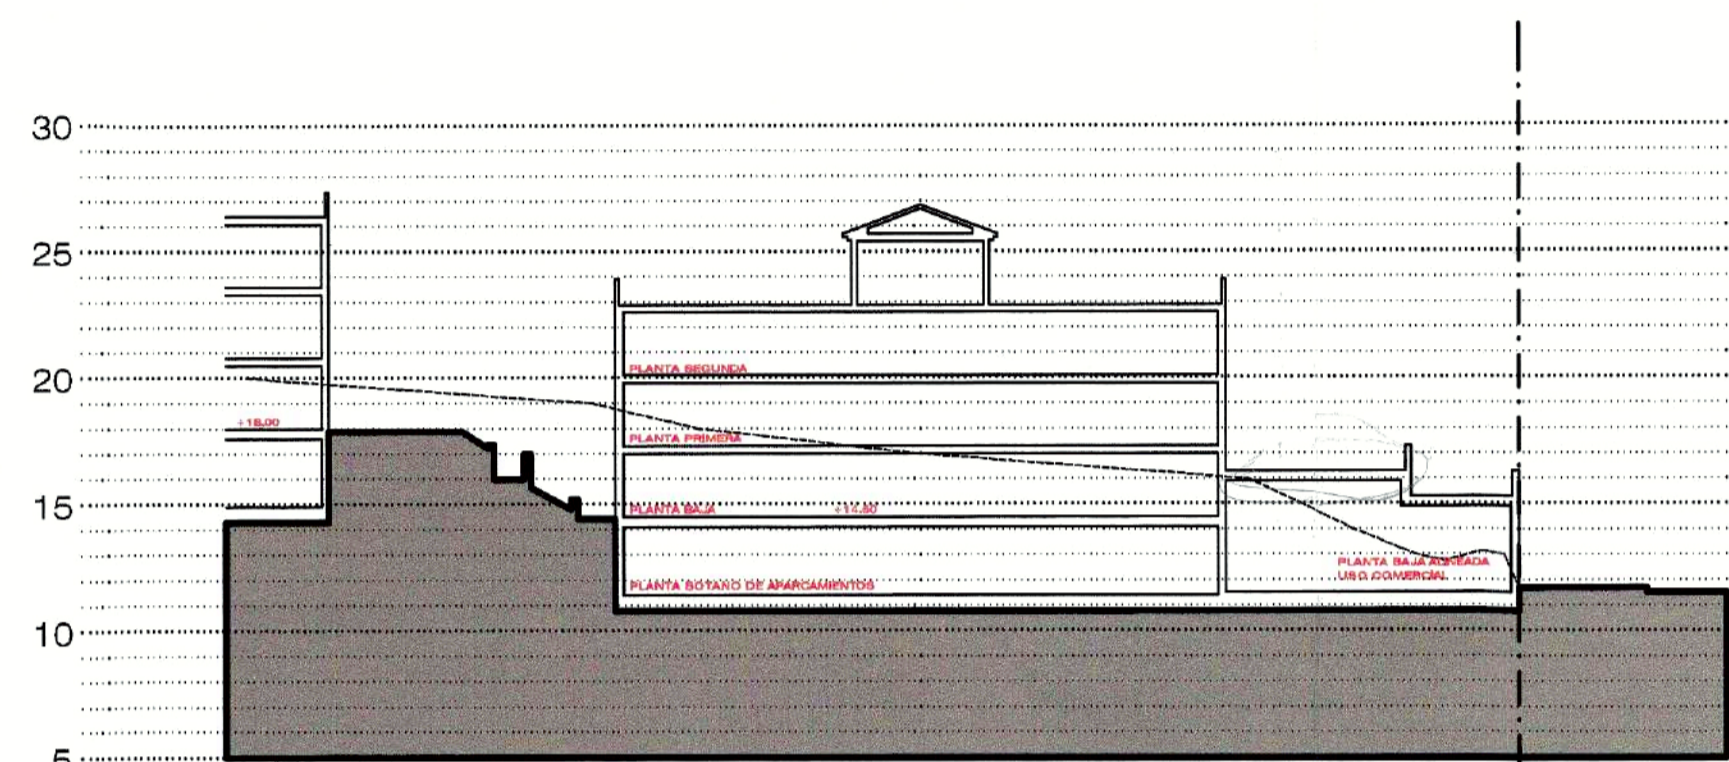 30
25
20
15
10
5
+18,00
PLANTA SEGUNDA
PLANTA PRIMERA
PLANTA BAJA
+14.50
PLANTA SOTANO DE APARCAMIENTOS
PLANTA BAJA
USO COMERCIAL